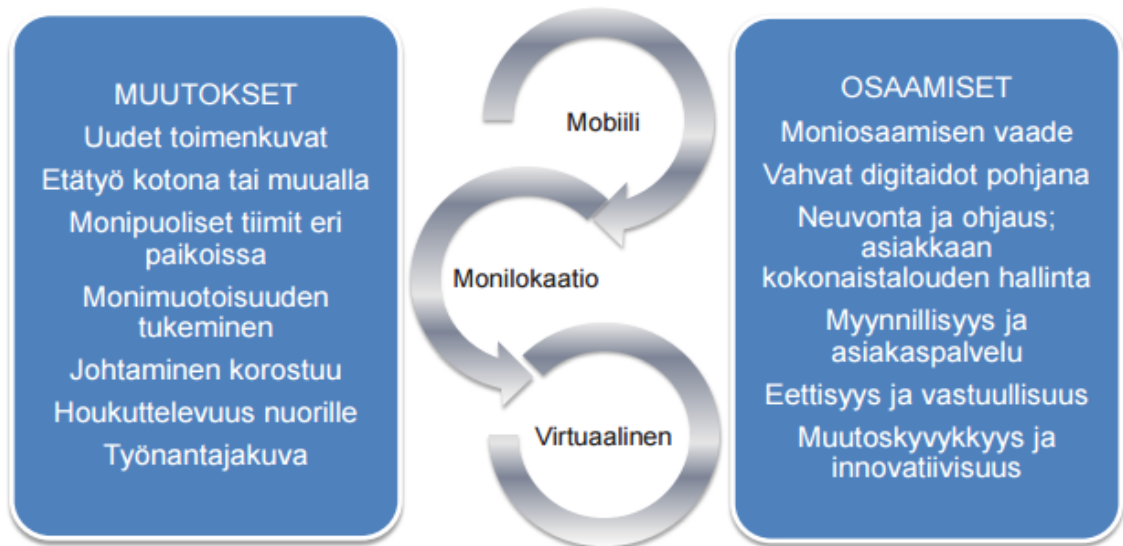 MUUTOKSET
Uudet toimenkuvat
Etätyö kotona tai muualla
Monipuoliset tiimit eri
paikoissa
Monimuotoisuuden
tukeminen
Johtaminen korostuu
Houkuttelevuus nuorille
Työnantajakuva
Mobiili
Monilokaatio
Virtuaalinen
OSAAMISET
Moniosaamisen vaade
Vahvat digitaidot pohjana
Neuvonta ja ohjaus;
asiakkaan
kokonaistalouden hallinta
Myynnillisyys ja
asiakaspalvelu
Eettisyys ja vastuullisuus
Muutoskyvykkyys ja
innovatiivisuus